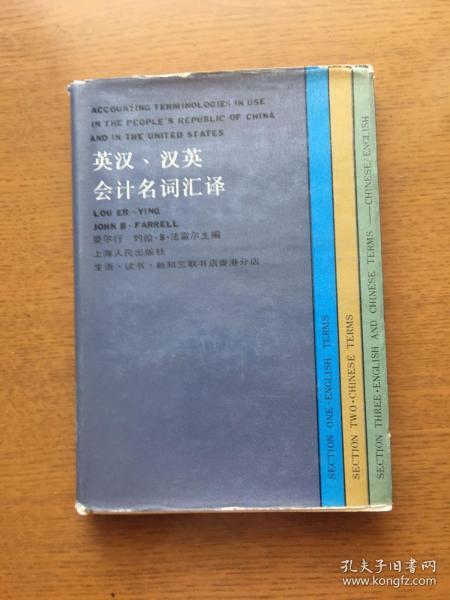 ACCOUNTING TERMINOLOGIES IN USE
IN THE PEOPLE'S REPUBLIC OF CHINA
AND IN THE UNITED STATES
英汉、汉英
会计名词汇译
LOU ER-YING
JOHN B·FARRELL
娄尔行 约翰·B·法雷尔主编
上海人民出版社
生活·读书·新知三联书店香港分店
SECTION ONE·ENGLISH TERMS
SECTION TWO·CHINESE TERMS
SECTION THREE·ENGLISH AND CHINESE TERMS —CHINESE/ENGLISH
孔夫子旧书网
www.kongfz.com